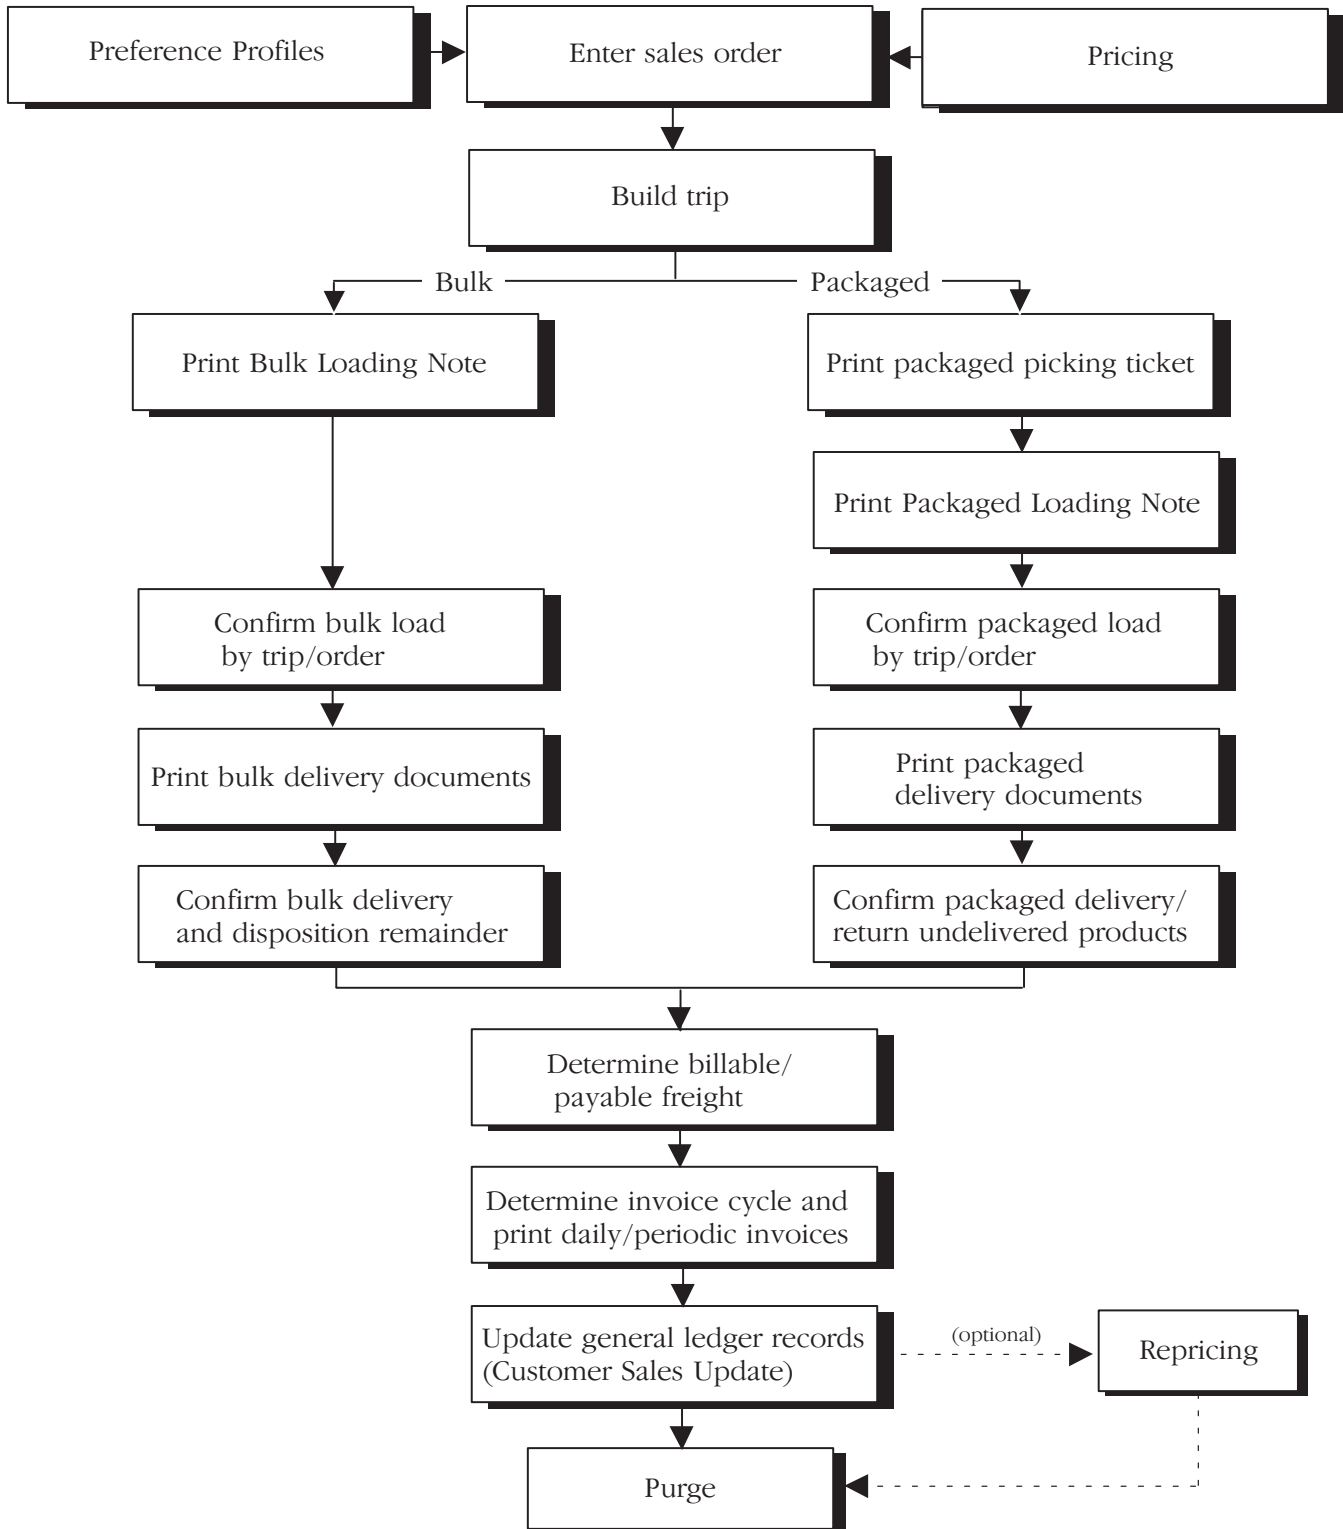 Preference Profiles
Enter sales order
Pricing
Build trip
Bulk
Packaged
Print Bulk Loading Note
Print packaged picking ticket
Print Packaged Loading Note
Confirm bulk load
by trip/order
Confirm packaged load
by trip/order
Print bulk delivery documents
Print packaged
delivery documents
Confirm bulk delivery
and disposition remainder
Confirm packaged delivery/
return undelivered products
Determine billable/
payable freight
Determine invoice cycle and
print daily/periodic invoices
Update general ledger records
(Customer Sales Update)
(optional)
Repricing
Purge